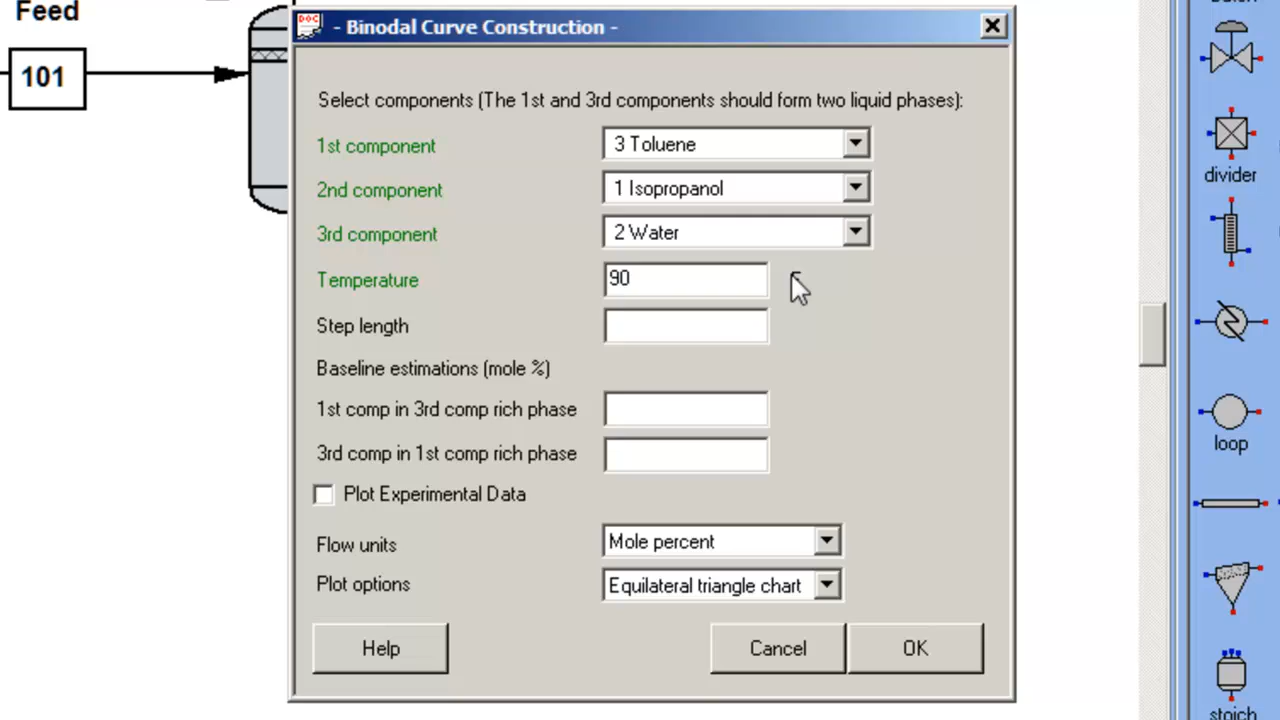 Feed
101
- Binodal Curve Construction -
Select components (The 1st and 3rd components should form two liquid phases):
1st component 3 Toluene
2nd component 1 Isopropanol
3rd component 2 Water
Temperature 90
Step length
Baseline estimations (mole %)
1st comp in 3rd comp rich phase
3rd comp in 1st comp rich phase
Plot Experimental Data
Flow units Mole percent
Plot options Equilateral triangle chart
Help Cancel OK
divider
loop
stoich